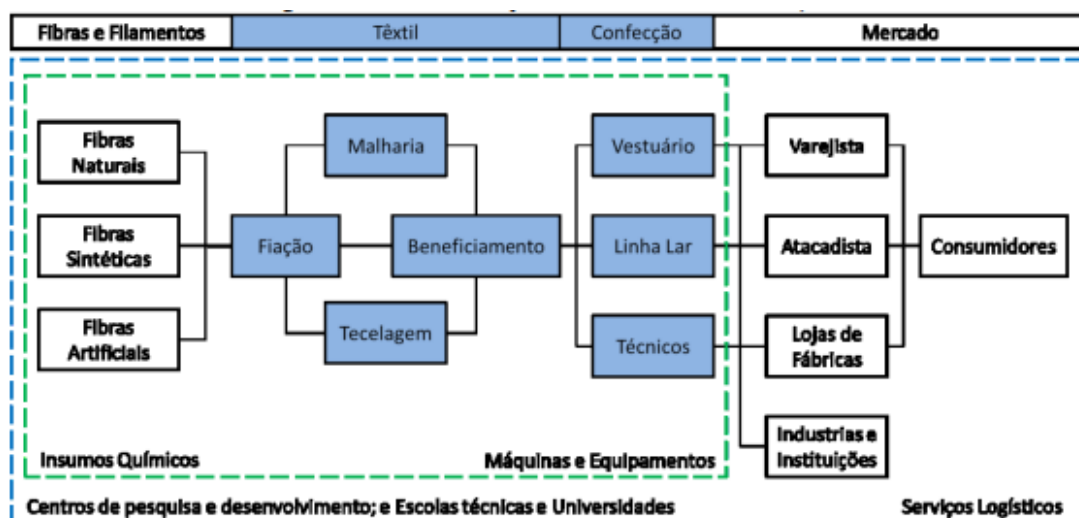 Fibras e Filamentos
Têxtil
Confecção
Mercado
Fibras
Naturais
Malharia
Vestuário
Varejista
Fibras
Sintéticas
Fiação
Beneficiamento
Linha Lar
Atacadista
Consumidores
Fibras
Artificiais
Tecelagem
Técnicos
Lojas de
Fábricas
Industrias e
Instituições
Insumos Químicos
Máquinas e Equipamentos
Centros de pesquisa e desenvolvimento; e Escolas técnicas e Universidades
Serviços Logísticos